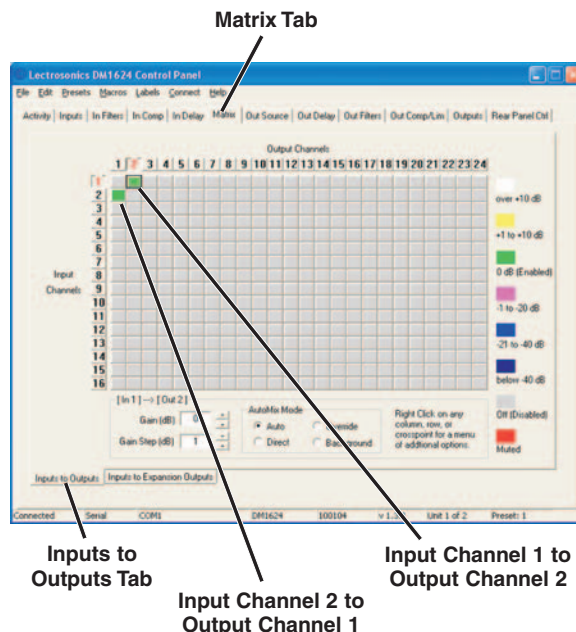 Matrix Tab
Lectrosonics DM1624 Control Panel
File Edit Presets Macros Labels Connect Help
Activity Inputs In Filters In Comp In Delay Matrix Out Source Out Delay Out Filters Out Comp/Lim Outputs Rear Panel Ctrl
Output Channels
1 2 3 4 5 6 7 8 9 10 11 12 13 14 15 16 17 18 19 20 21 22 23 24
1
2
3
4
5
6
7
8
9
10
11
12
13
14
15
16
Input
Channels
over +10 dB
+1 to +10 dB
0 dB (Enabled)
-1 to -20 dB
-21 to -40 dB
below -40 dB
Off (Disabled)
Muted
[ In 1 ] --> [ Out 2 ]
Gain (dB) 0
Gain Step (dB) 1
AutoMix Mode
Auto
Direct Background
Right Click on any
column, row, or
crosspoint for a menu
of additional options.
Inputs to Outputs Inputs to Expansion Outputs
Connected Serial COM1 DM1624 100104 Unit 1 of 2 Preset: 1
Inputs to
Outputs Tab
Input Channel 1 to
Output Channel 2
Input Channel 2 to
Output Channel 1